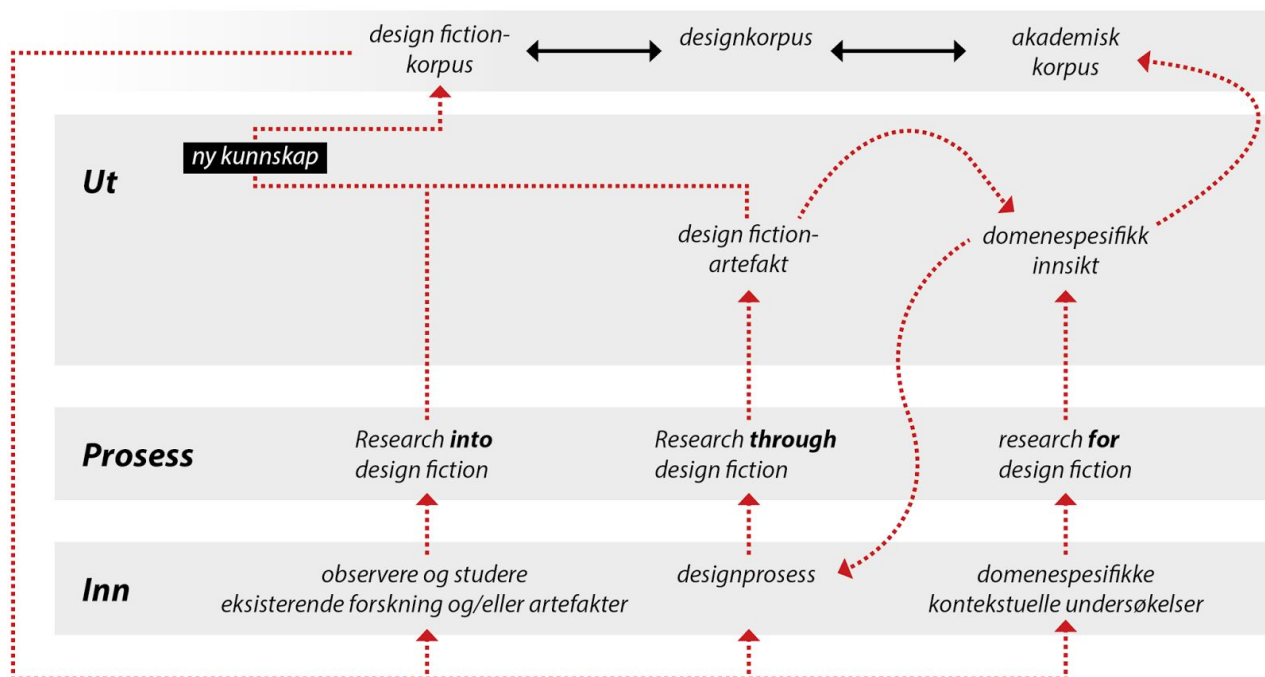 design fiction-
korpus
designkorpus
akademisk
korpus
ny kunnskap
Ut
design fiction-
artefakt
domenespesifikk
innsikt
Prosess
Research into
design fiction
Research through
design fiction
research for
design fiction
Inn
observere og studere
eksisterende forskning og/eller artefakter
designprosess
domenespesifikke
kontekstuelle undersøkelser